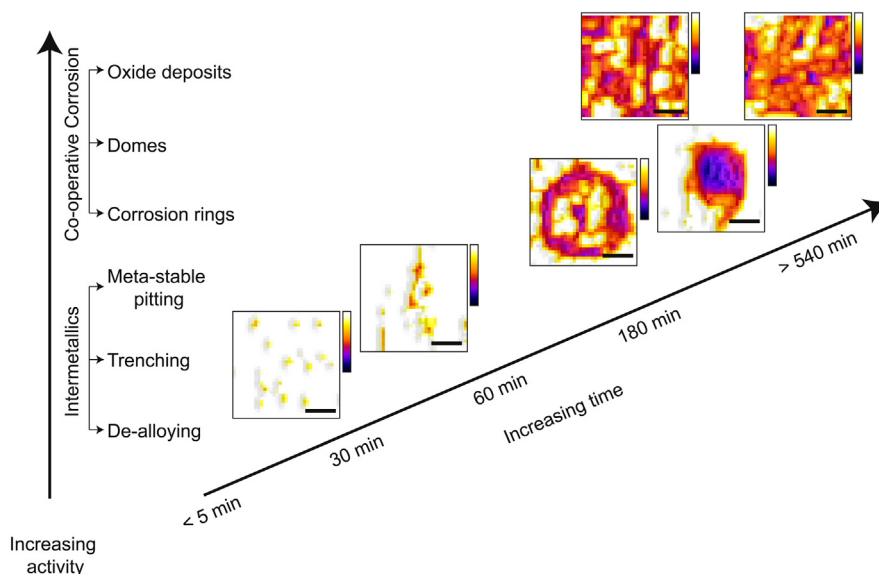 Co-operative Corrosion
Oxide deposits
Domes
Corrosion rings
Intermetallics
Meta-stable
pitting
Trenching
De-alloying
Increasing
activity
< 5 min
30 min
60 min
180 min
> 540 min
Increasing time